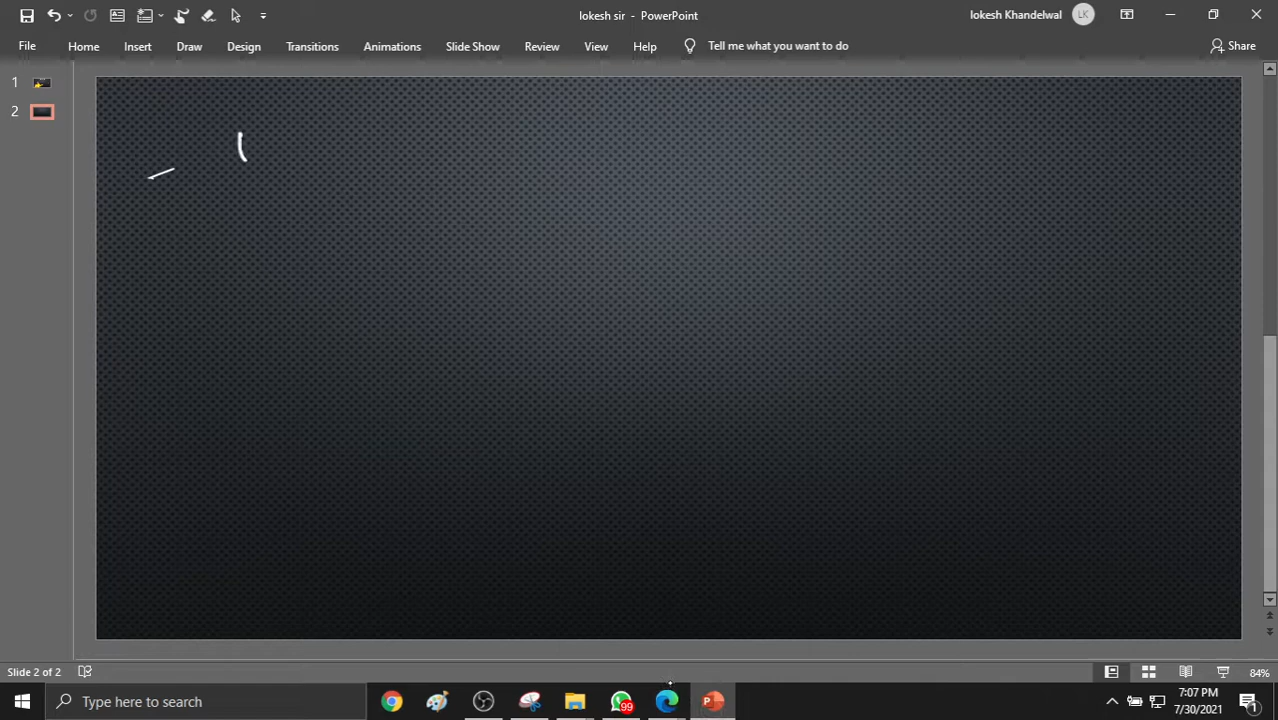 lokesh sir - PowerPoint
lokesh Khandelwal
LK
File
Home
Insert
Draw
Design
Transitions
Animations
Slide Show
Review
View
Help
Tell me what you want to do
Share
1
2
Slide 2 of 2
84%
Type here to search
99
P
7:07 PM
7/30/2021
1